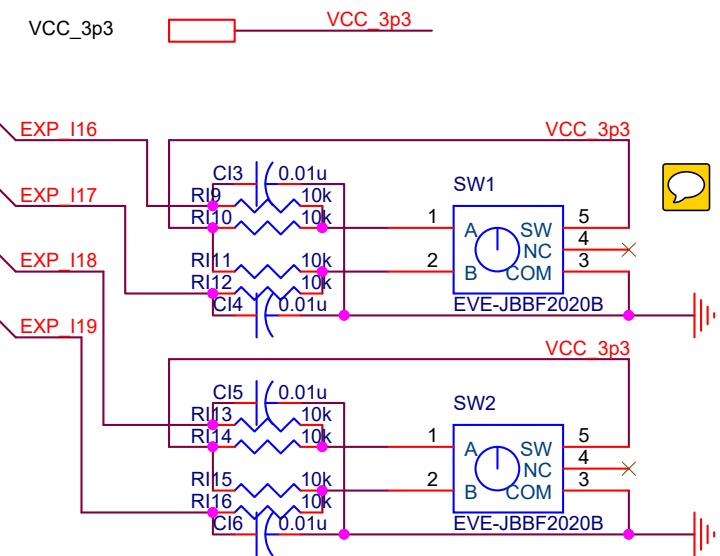 VCC_3p3 VCC_3p3
EXP_I16 VCC_3p3
CI3 0.01u
RI9 10k
RI10 10k
SW1
EXP_I17
1 A SW 5
NC 4
2 B COM 3
EXP_I18
RI11 10k
RI12 10k
CI4 0.01u
EVE-JBBF2020B
EXP_I19
VCC_3p3
CI5 0.01u
RI13 10k
RI14 10k
SW2
1 A SW 5
NC 4
2 B COM 3
RI15 10k
RI16 10k
CI6 0.01u
EVE-JBBF2020B